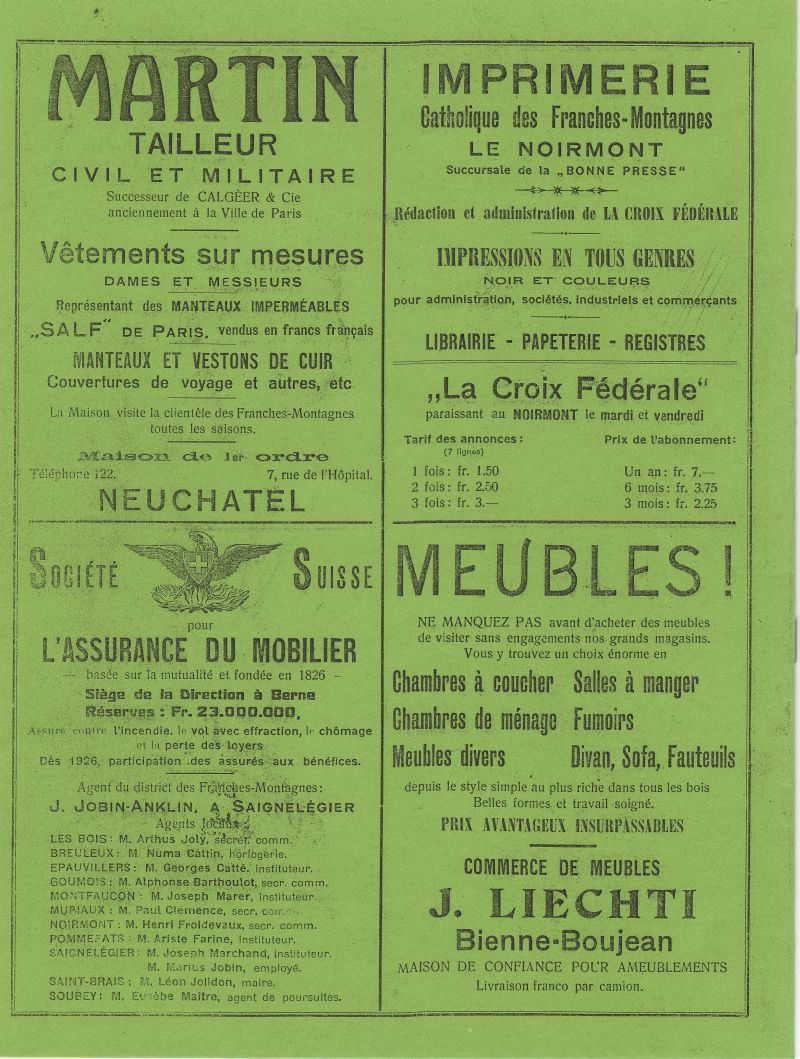 MARTIN
TAILLEUR
CIVIL ET MILITAIRE
Successeur de CALGÉER & Cie
anciennement à la Ville de Paris
Vêtements sur mesures
DAMES ET MESSIEURS
Représentant des MANTEAUX IMPERMÉABLES
„SALF“ DE PARIS, vendus en francs français
MANTEAUX ET VESTONS DE CUIR
Couvertures de voyage et autres, etc
La Maison visite la clientèle des Franches-Montagnes
toutes les saisons.
Maison de 1er ordre
Téléphone 122. 7, rue de l'Hôpital.
NEUCHATEL
SOCIÉTÉ SUISSE
pour
L'ASSURANCE DU MOBILIER
— basée sur la mutualité et fondée en 1826 –
Siège de la Direction à Berne
Réserves : Fr. 23.000.000.
Assure contre l'incendie, le vol avec effraction, le chômage
et la perte des loyers
Dès 1926, participation des assurés aux bénéfices.
Agent du district des Franches-Montagnes:
J. JOBIN-ANKLIN, A SAIGNELÉGIER
Agents locaux:
LES BOIS: M. Arthus Joly, secrét. comm.
BREULEUX: M. Numa Cattin, horlogerie.
EPAUVILLERS: M. Georges Catté, instituteur.
GOUMOIS: M. Alphonse Barthoulot, secr. comm.
MONTFAUCON: M. Joseph Marer, instituteur.
MURIAUX: M. Paul Clémence, secr. comm.
NOIRMONT: M. Henri Froidevaux, secr. comm.
POMMERATS: M. Ariste Farine, instituteur.
SAIGNELÉGIER: M. Joseph Marchand, instituteur.
M. Marius Jobin, employé.
SAINT-BRAIS: M. Léon Jolidon, maire.
SOUBEY: M. Eusèbe Maître, agent de poursuites.
IMPRIMERIE
Catholique des Franches-Montagnes
LE NOIRMONT
Succursale de la „BONNE PRESSE“
Rédaction et administration de LA CROIX FÉDÉRALE
IMPRESSIONS EN TOUS GENRES
NOIR ET COULEURS
pour administration, sociétés, industriels et commerçants
LIBRAIRIE - PAPETERIE - REGISTRES
„La Croix Fédérale“
paraissant au NOIRMONT le mardi et vendredi
Tarif des annonces: Prix de l'abonnement:
(7 lignes)
1 fois: fr. 1.50 Un an: fr. 7.—
2 fois: fr. 2.50 6 mois: fr. 3.75
3 fois: fr. 3.— 3 mois: fr. 2,25
MEUBLES!
NE MANQUEZ PAS avant d'acheter des meubles
de visiter sans engagements nos grands magasins.
Vous y trouvez un choix énorme en
Chambres à coucher Salles à manger
Chambres de ménage Fumoirs
Meubles divers Divan, Sofa, Fauteuils
depuis le style simple au plus riche dans tous les bois
Belles formes et travail soigné.
PRIX AVANTAGEUX INSURPASSABLES
COMMERCE DE MEUBLES
J. LIECHTI
Bienne-Boujean
MAISON DE CONFIANCE POUR AMEUBLEMENTS
Livraison franco par camion.